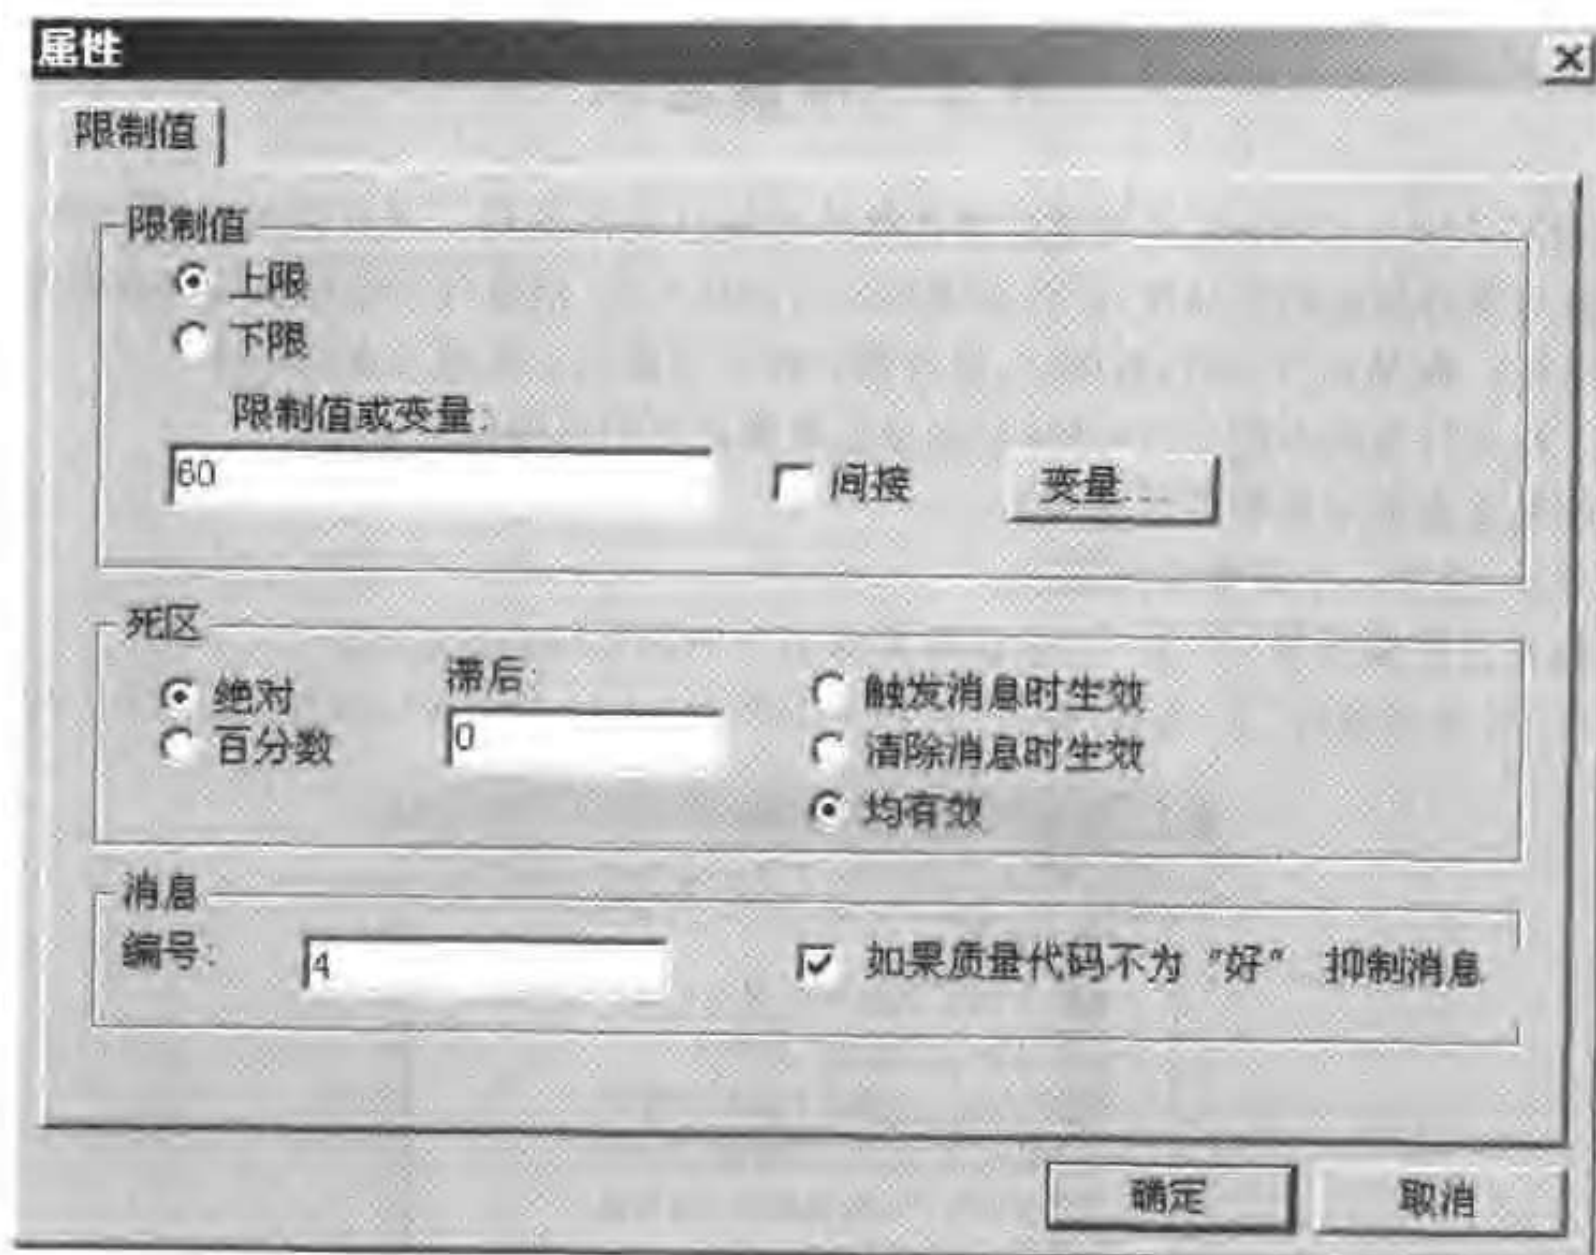 属性
限制值
限制值
上限
下限
限制值或变量:
60
间接
变量...
死区
绝对
百分数
滞后:
0
触发消息时生效
清除消息时生效
均有效
消息
编号:
4
如果质量代码不为“好” 抑制消息
确定
取消